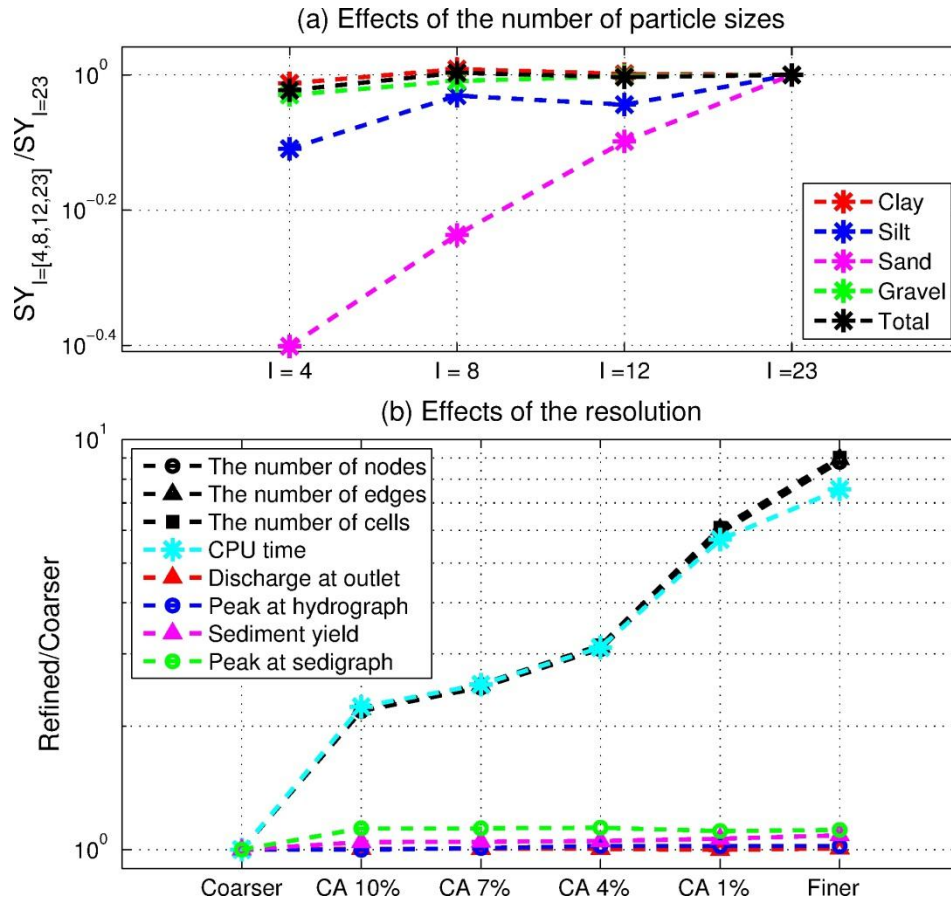 (a) Effects of the number of particle sizes
SY_{I=[4,8,12,23]} /SY_{I=23}
10^0
10^{-0.2}
10^{-0.4}
Clay
Silt
Sand
Gravel
Total
I = 4 I = 8 I =12 I =23
(b) Effects of the resolution
Refined/Coarser
10^1
10^0
The number of nodes
The number of edges
The number of cells
CPU time
Discharge at outlet
Peak at hydrograph
Sediment yield
Peak at sedigraph
Coarser CA 10% CA 7% CA 4% CA 1% Finer